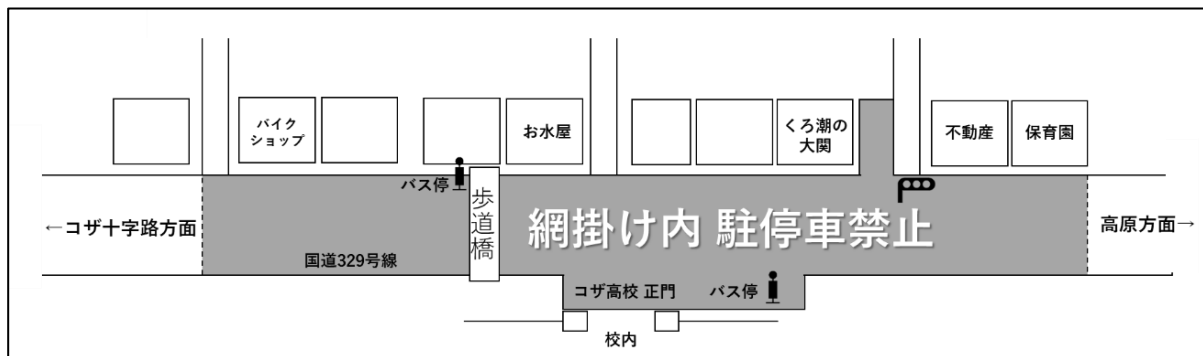 バイク
ショップ
お水屋
くろ潮の
大関
不動産
保育園
バス停
歩道橋
←コザ十字路方面
網掛け内 駐停車禁止
高原方面→
国道329号線
コザ高校 正門
バス停
校内